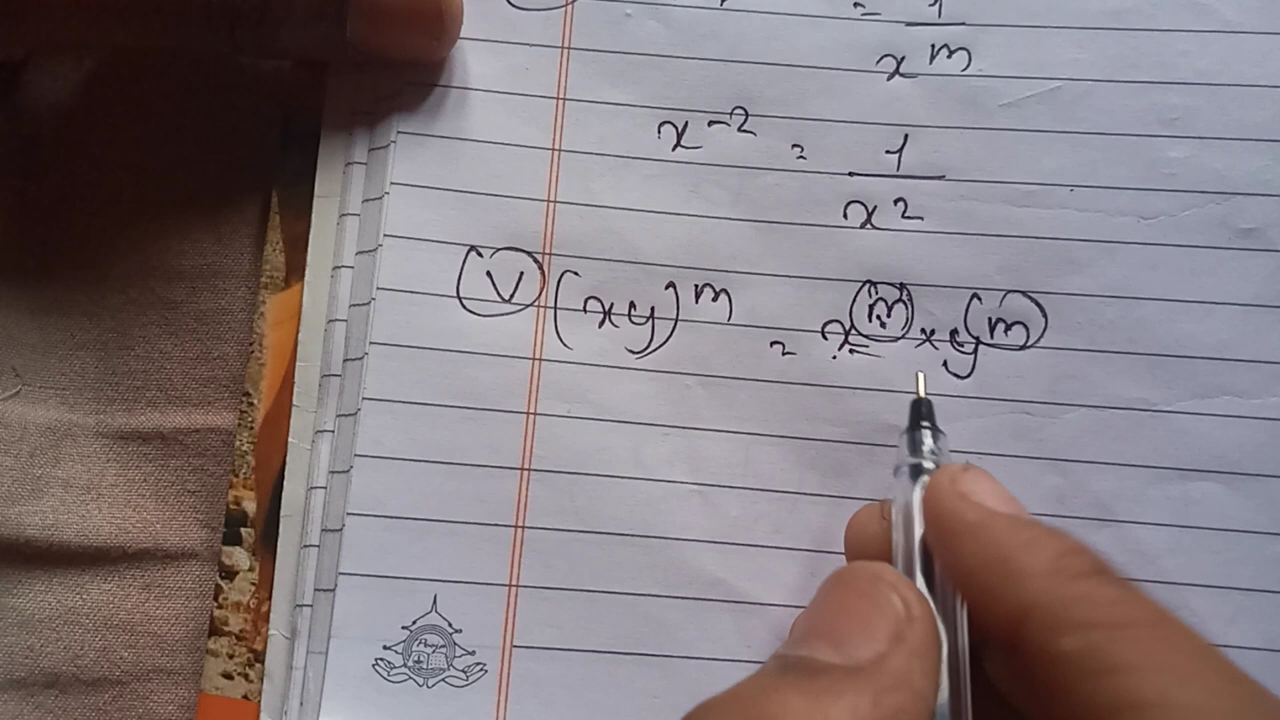 = 1/x^m
x^-2 = 1/x^2
(V) (xy)^m = x^m × y^m